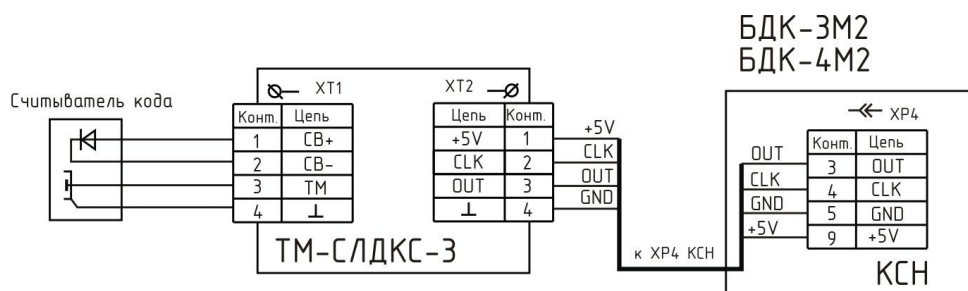 БДК-3М2
БДК-4М2
Считыватель кода
XT1
XT2
XP4
Конт. Цепь
1 СВ+
2 СВ-
3 ТМ
4 ⊥
Цепь Конт.
+5V 1
CLK 2
OUT 3
⊥ 4
+5V
CLK
OUT
GND
OUT
CLK
GND
+5V
Конт. Цепь
3 OUT
4 CLK
5 GND
9 +5V
ТМ-СЛДКС-3
к ХР4 КСН
КСН